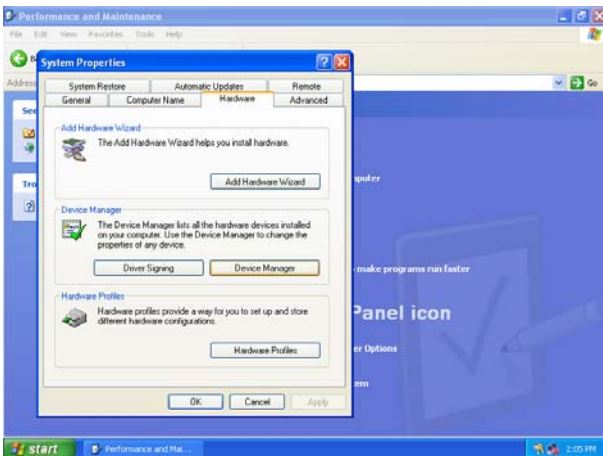 Performance and Maintenance
File Edit View Favorites Tools Help
Address
Go
System Properties
System Restore Automatic Updates Remote
General Computer Name Hardware Advanced
Add Hardware Wizard
The Add Hardware Wizard helps you install hardware.
Add Hardware Wizard
Device Manager
The Device Manager lists all the hardware devices installed
on your computer. Use the Device Manager to change the
properties of any device.
Driver Signing Device Manager
Hardware Profiles
Hardware profiles provide a way for you to set up and store
different hardware configurations.
Hardware Profiles
OK Cancel Apply
See
Tro
mputer
make programs run faster
Panel icon
er Options
em
start Performance and Mai... 2:05 PM